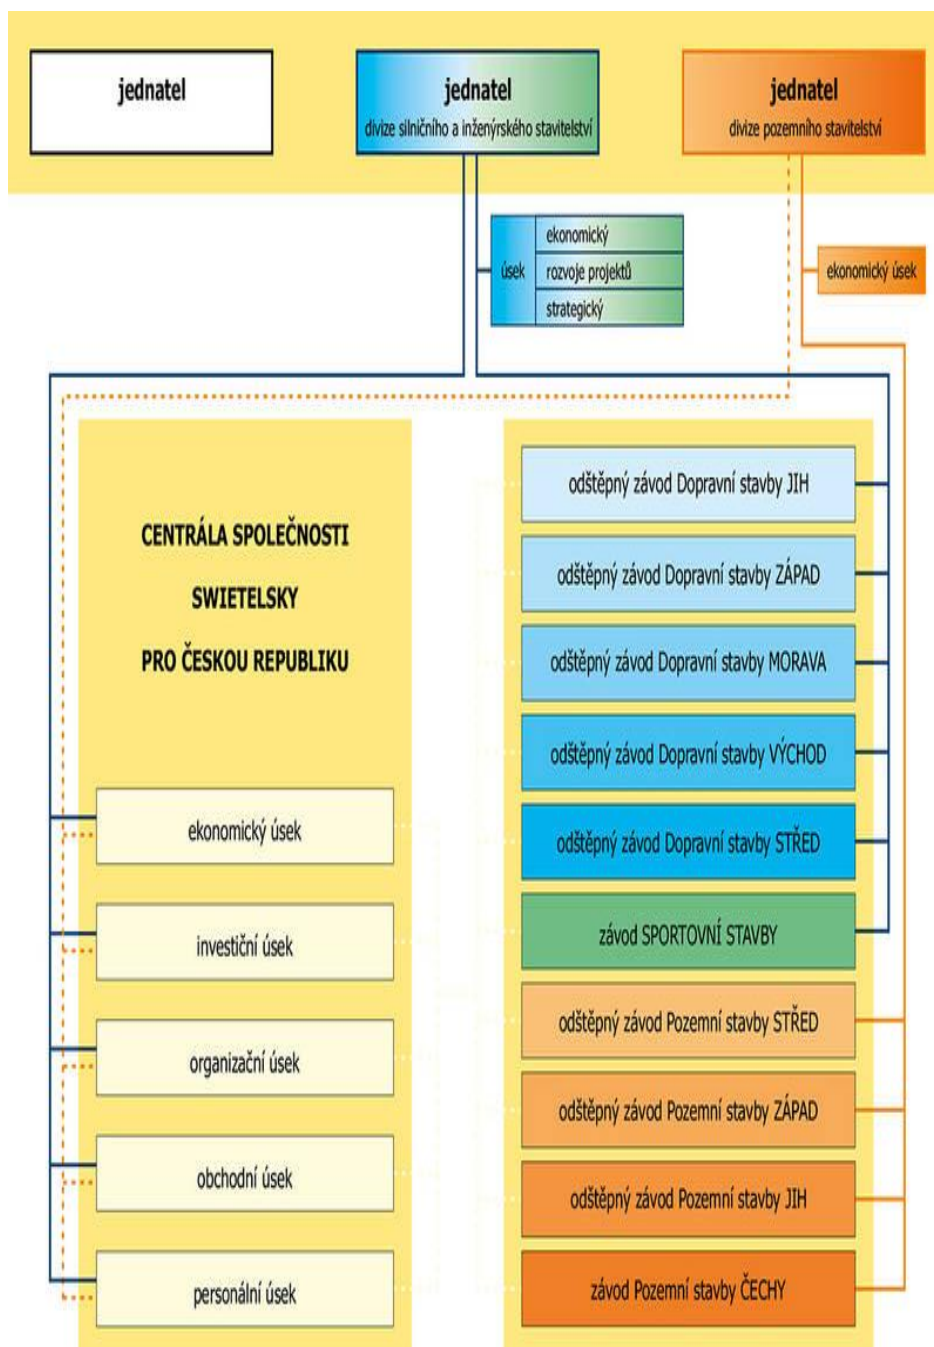 jednatel
jednatel
divize silničního a inženýrského stavitelství
jednatel
divize pozemního stavitelství
úsek
ekonomický
rozvoje projektů
strategický
ekonomický úsek
CENTRÁLA SPOLEČNOSTI
SWIETELSKY
PRO ČESKOU REPUBLIKU
ekonomický úsek
investiční úsek
organizační úsek
obchodní úsek
personální úsek
odštěpný závod Dopravní stavby JIH
odštěpný závod Dopravní stavby ZÁPAD
odštěpný závod Dopravní stavby MORAVA
odštěpný závod Dopravní stavby VÝCHOD
odštěpný závod Dopravní stavby STŘED
závod SPORTOVNÍ STAVBY
odštěpný závod Pozemní stavby STŘED
odštěpný závod Pozemní stavby ZÁPAD
odštěpný závod Pozemní stavby JIH
závod Pozemní stavby ČECHY